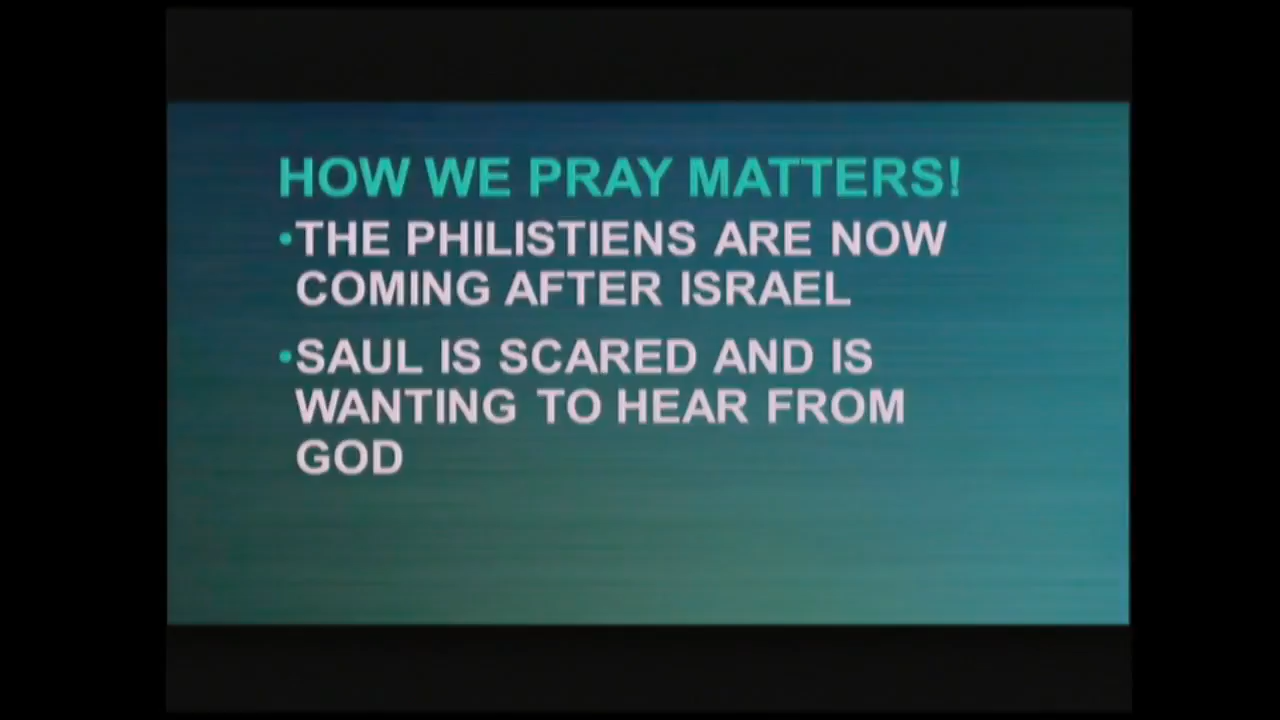 HOW WE PRAY MATTERS!
•THE PHILISTIENS ARE NOW
COMING AFTER ISRAEL
•SAUL IS SCARED AND IS
WANTING TO HEAR FROM
GOD